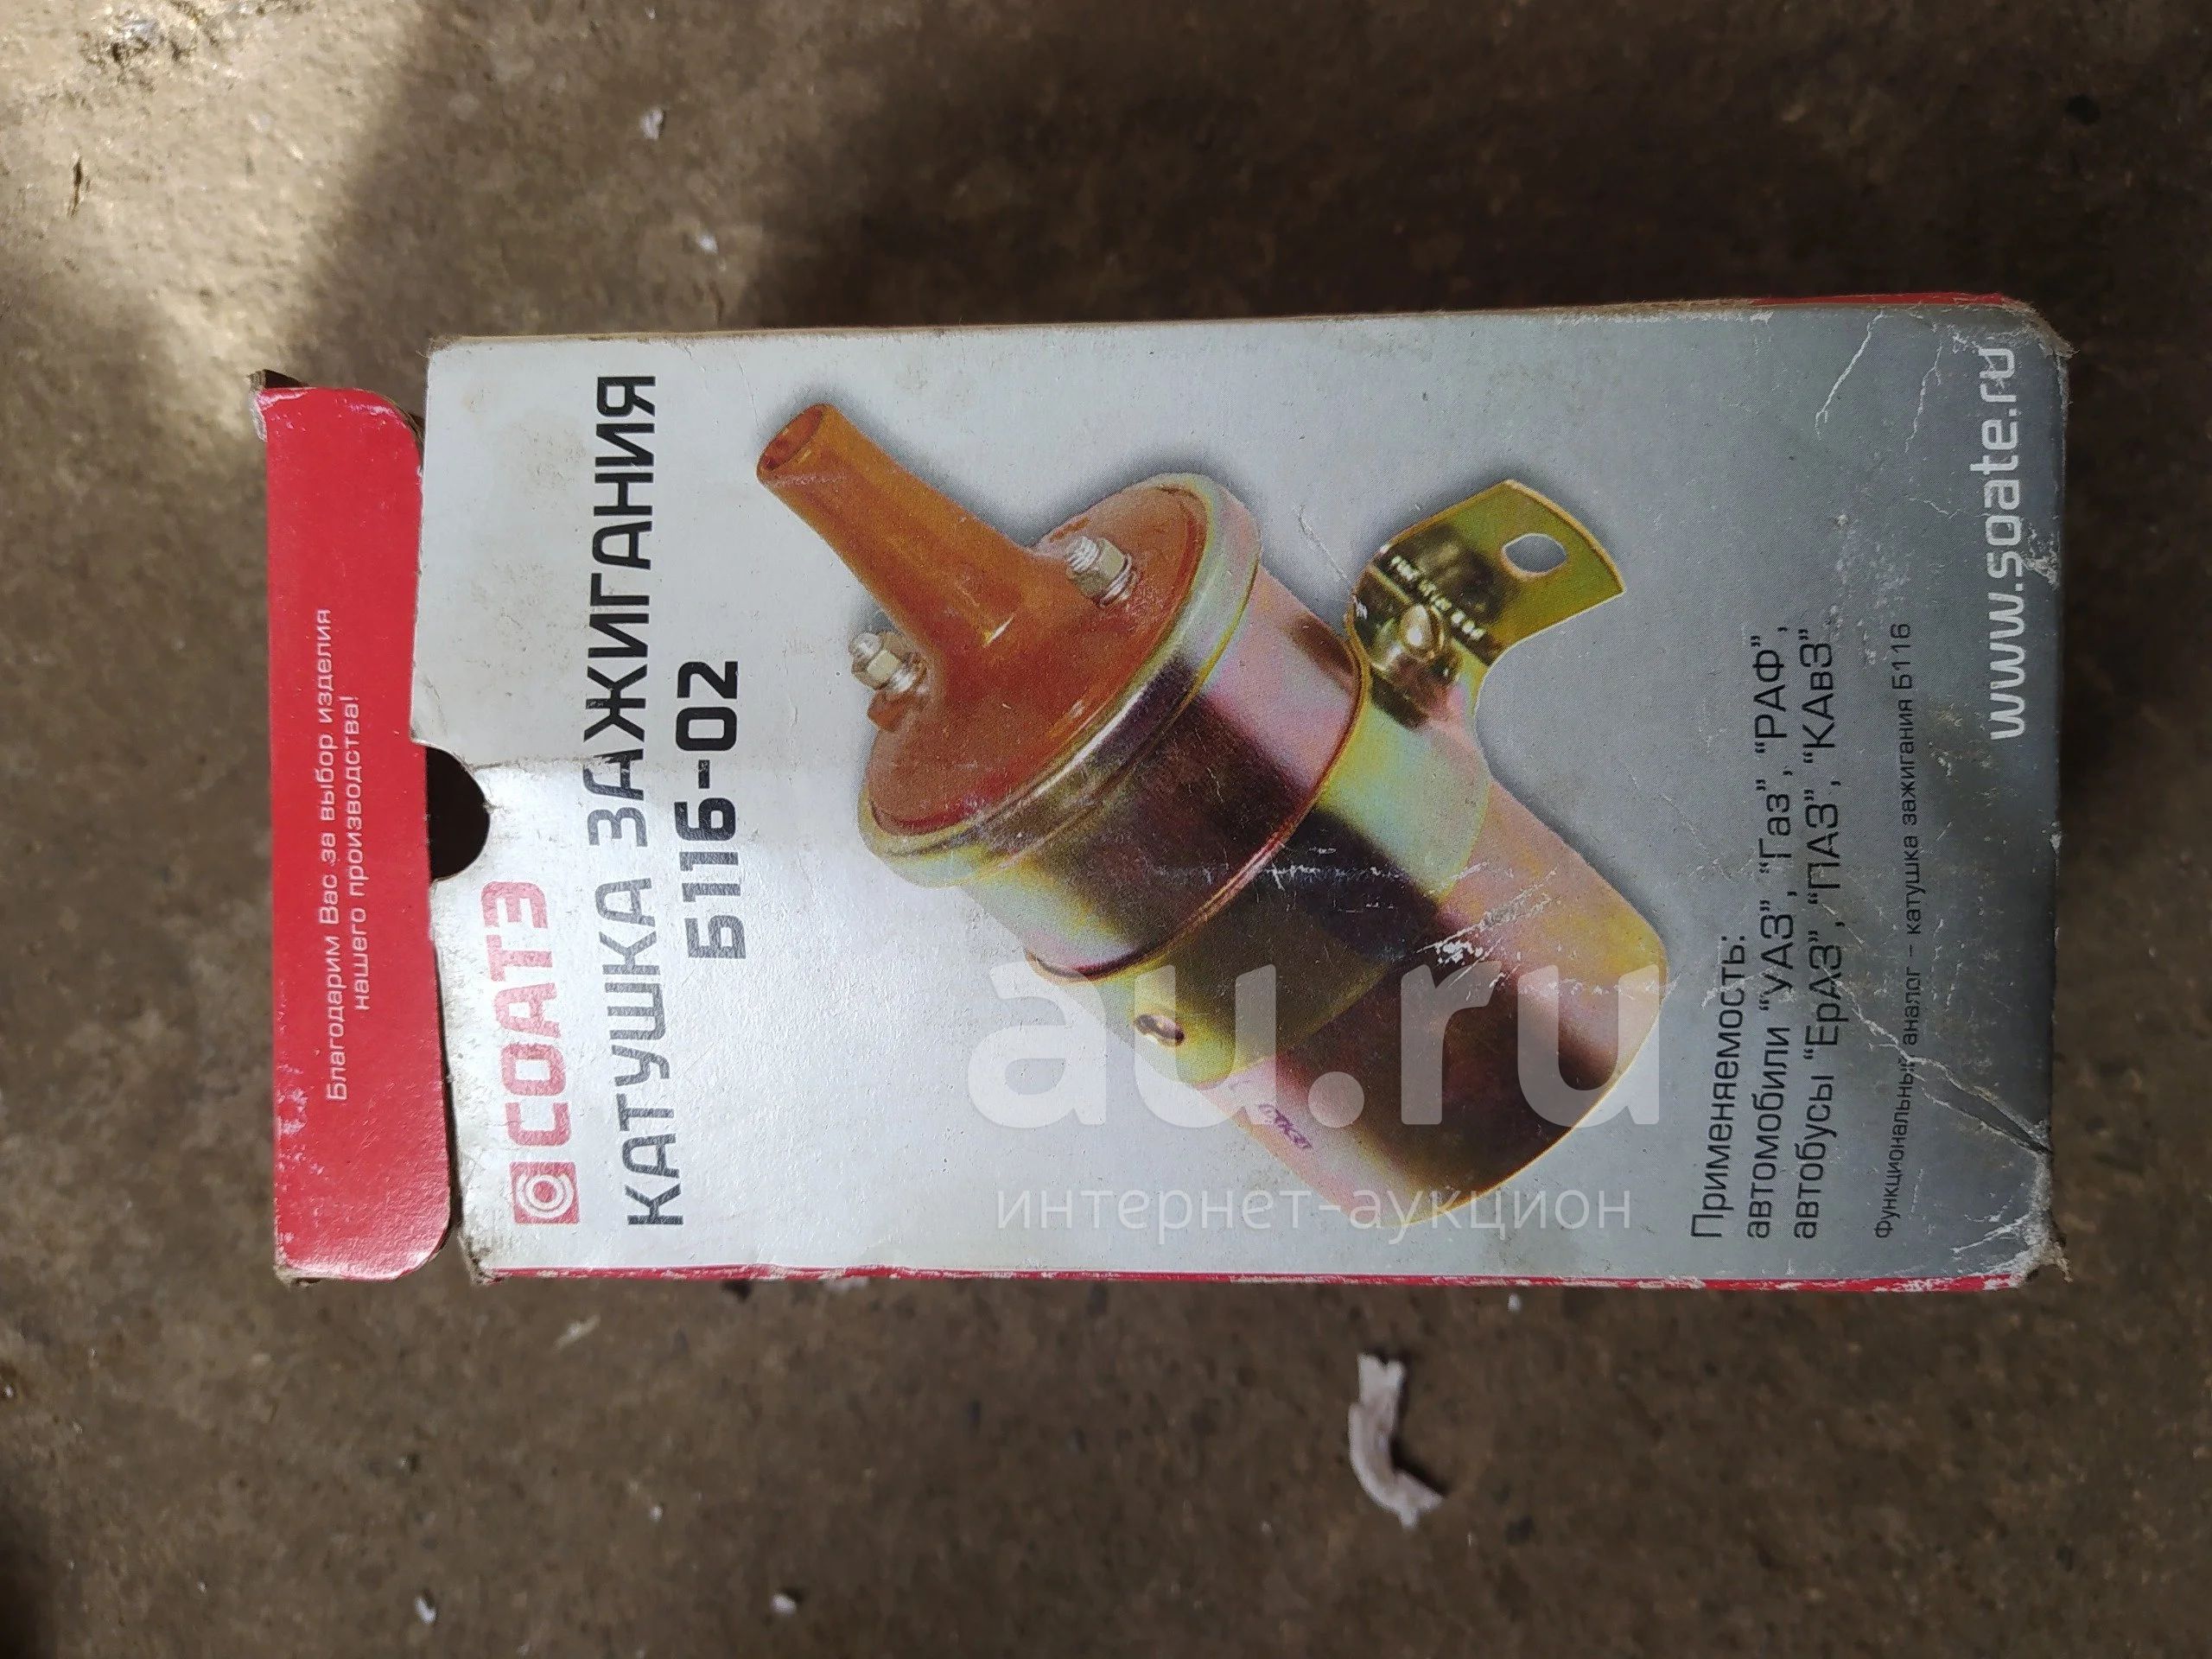 Благодарим Вас за выбор изделия
нашего производства!
СОАТЭ
КАТУШКА ЗАЖИГАНИЯ
Б116-02
Применяемость:
автомобили “УАЗ”, “Газ”, “РАФ”,
автобусы “ЕрАЗ”, “ПАЗ”, “КАвЗ”
Функциональный аналог – катушка зажигания Б116
www.soate.ru
au.ru
интернет-аукцион